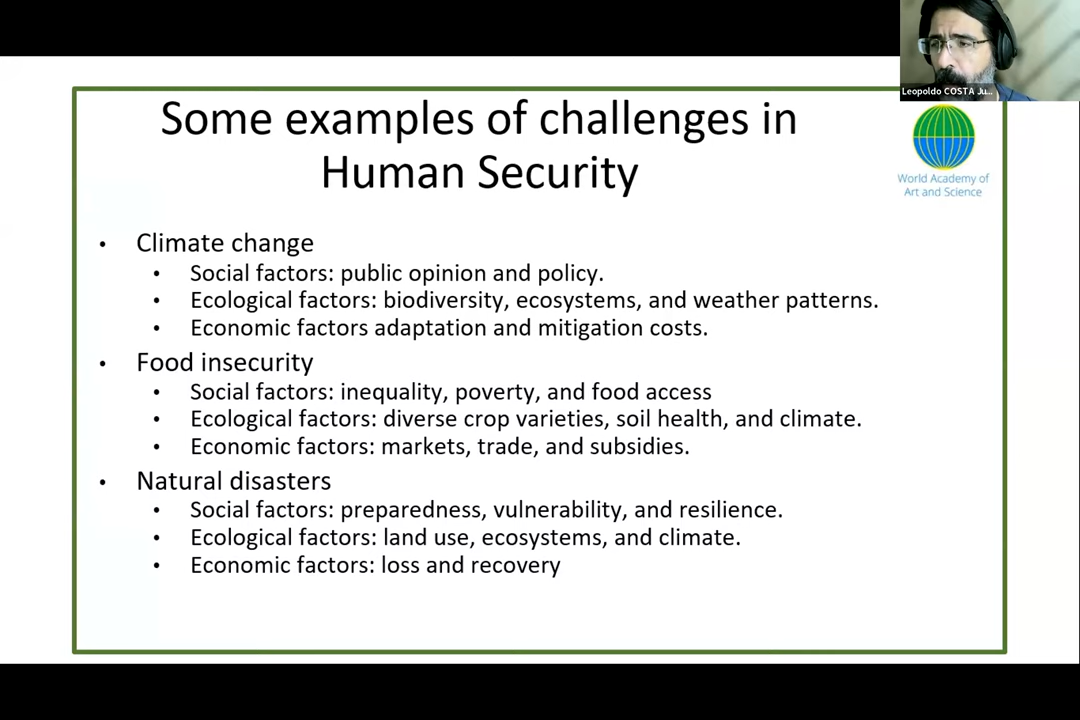 Leopoldo COSTA Ju...
Some examples of challenges in
Human Security
World Academy of
Art and Science
• Climate change
• Social factors: public opinion and policy.
• Ecological factors: biodiversity, ecosystems, and weather patterns.
• Economic factors adaptation and mitigation costs.
• Food insecurity
• Social factors: inequality, poverty, and food access
• Ecological factors: diverse crop varieties, soil health, and climate.
• Economic factors: markets, trade, and subsidies.
• Natural disasters
• Social factors: preparedness, vulnerability, and resilience.
• Ecological factors: land use, ecosystems, and climate.
• Economic factors: loss and recovery